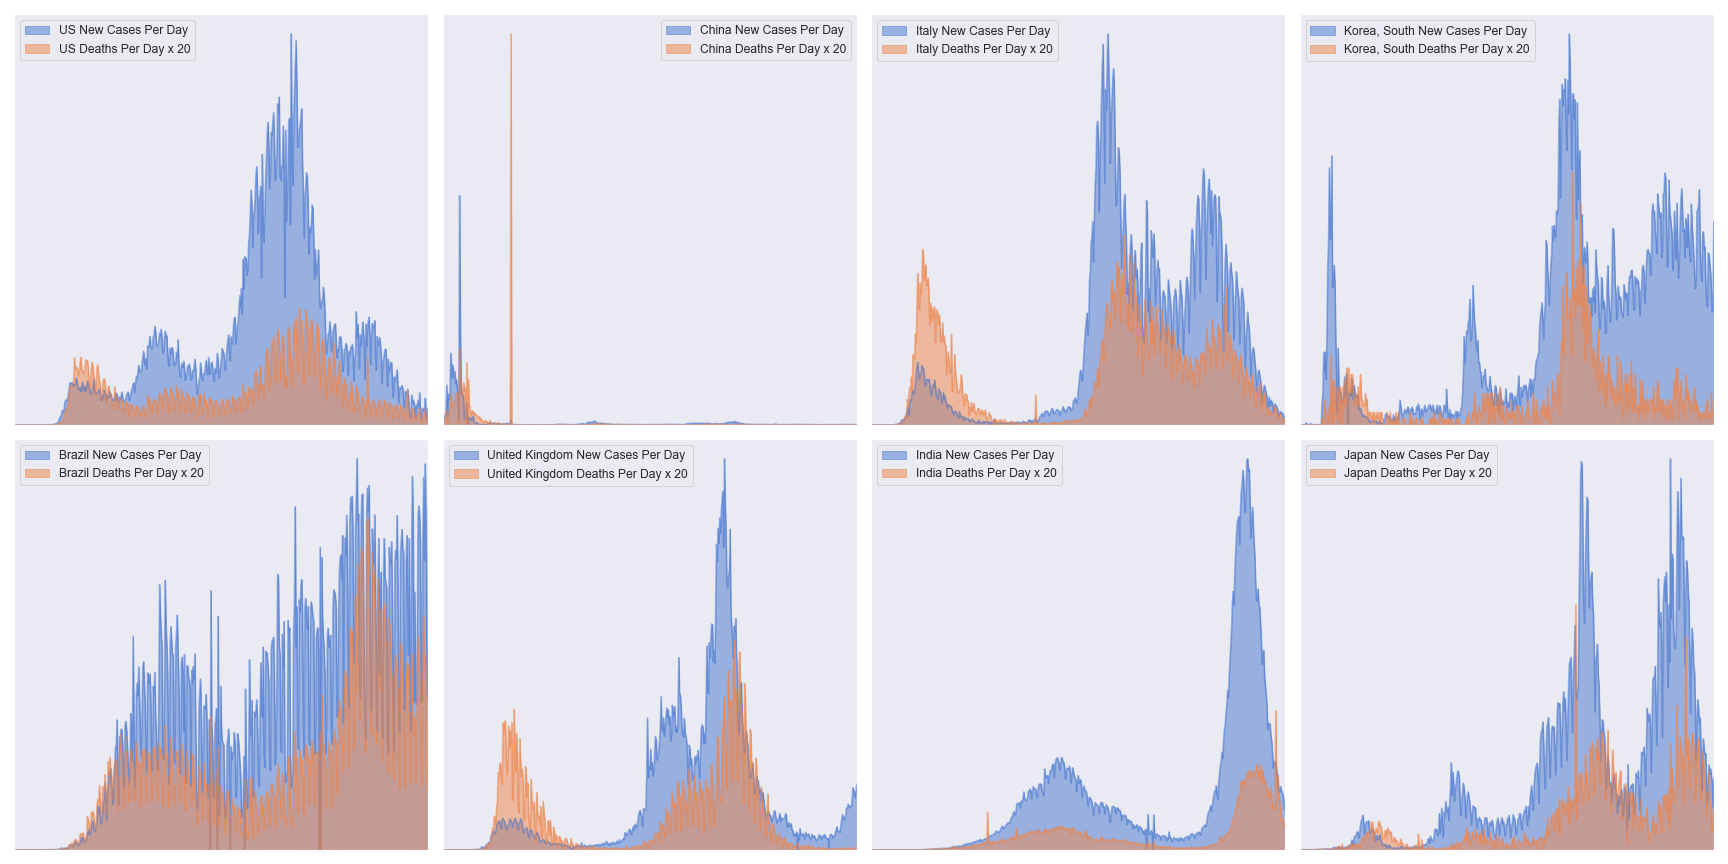 US New Cases Per Day
US Deaths Per Day x 20
China New Cases Per Day
China Deaths Per Day x 20
Italy New Cases Per Day
Italy Deaths Per Day x 20
Korea, South New Cases Per Day
Korea, South Deaths Per Day x 20
Brazil New Cases Per Day
Brazil Deaths Per Day x 20
United Kingdom New Cases Per Day
United Kingdom Deaths Per Day x 20
India New Cases Per Day
India Deaths Per Day x 20
Japan New Cases Per Day
Japan Deaths Per Day x 20